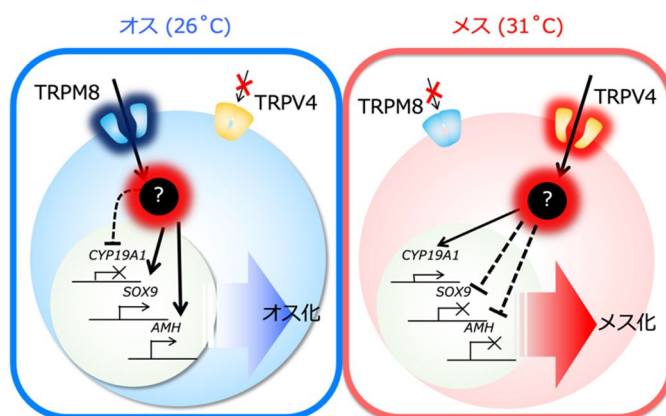 オス (26˚C)
TRPM8
TRPV4
?
CYP19A1
SOX9
AMH
オス化
メス (31˚C)
TRPM8
TRPV4
?
CYP19A1
SOX9
AMH
メス化